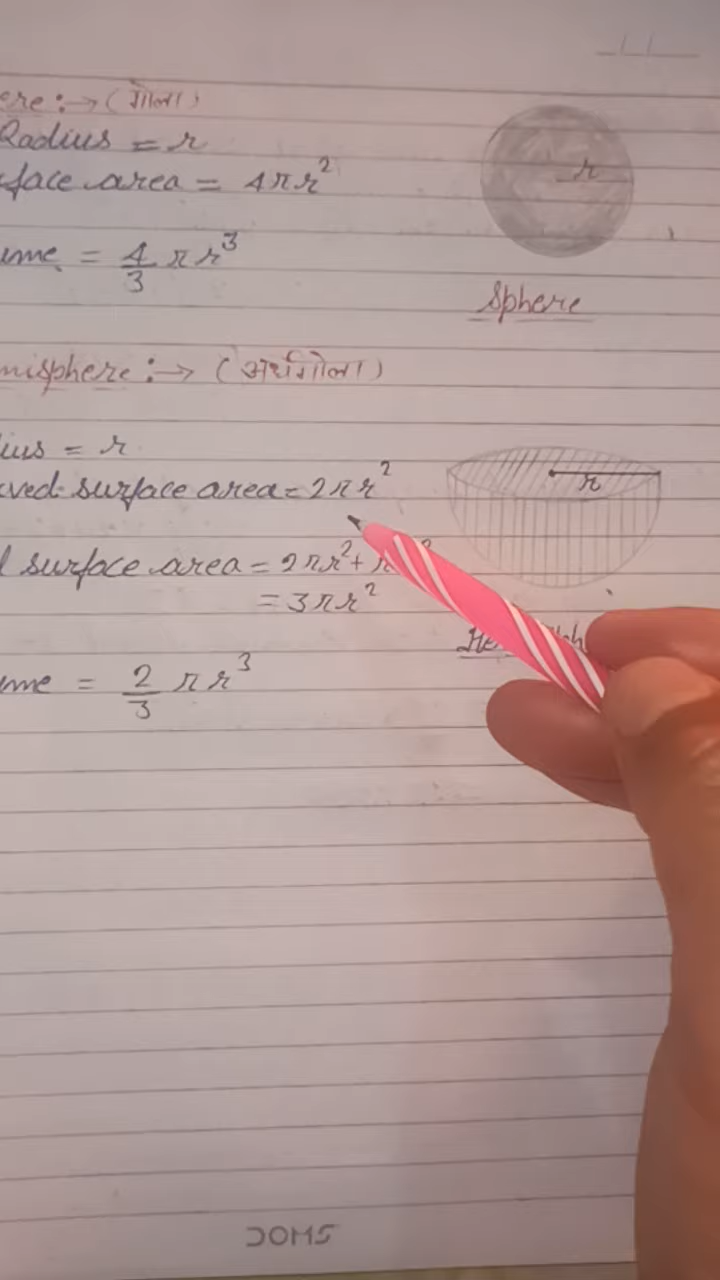 ere :→ (गोला)
Radius = r
face area = 4πr²
r
ume = 4/3 πr³
Sphere
misphere :→ (अर्धगोला)
ius = r
ved surface area = 2πr²
r
l surface area = 2πr² +
= 3πr²
ume = 2/3 πr³
DOMS